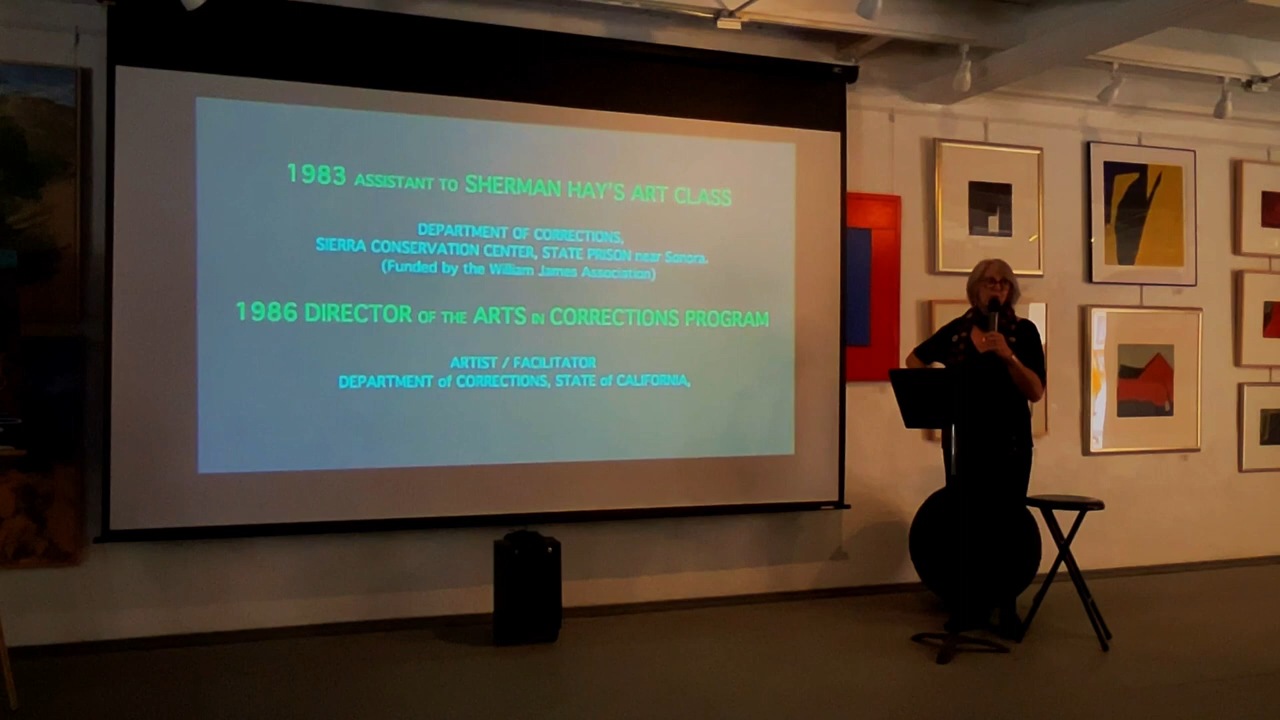 1983 ASSISTANT TO SHERMAN HAY'S ART CLASS
DEPARTMENT OF CORRECTIONS,
SIERRA CONSERVATION CENTER, STATE PRISON near Sonora.
(Funded by the William James Association)
1986 DIRECTOR OF THE ARTS IN CORRECTIONS PROGRAM
ARTIST / FACILITATOR
DEPARTMENT of CORRECTIONS, STATE of CALIFORNIA,